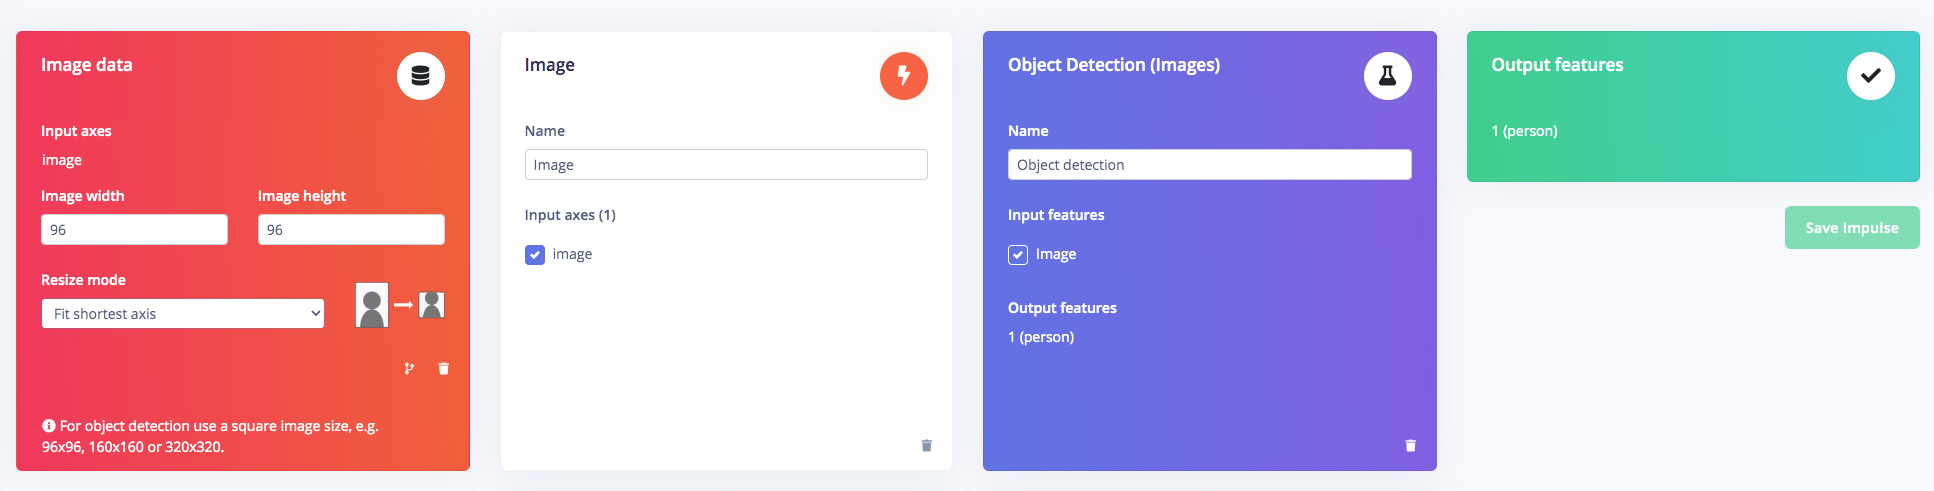 Image data
Input axes
image
Image width
Image height
96
96
Resize mode
Fit shortest axis
For object detection use a square image size, e.g.
96x96, 160x160 or 320x320.
Image
Name
Image
Input axes (1)
image
Object Detection (Images)
Name
Object detection
Input features
Image
Output features
1 (person)
Output features
1 (person)
Save Impulse